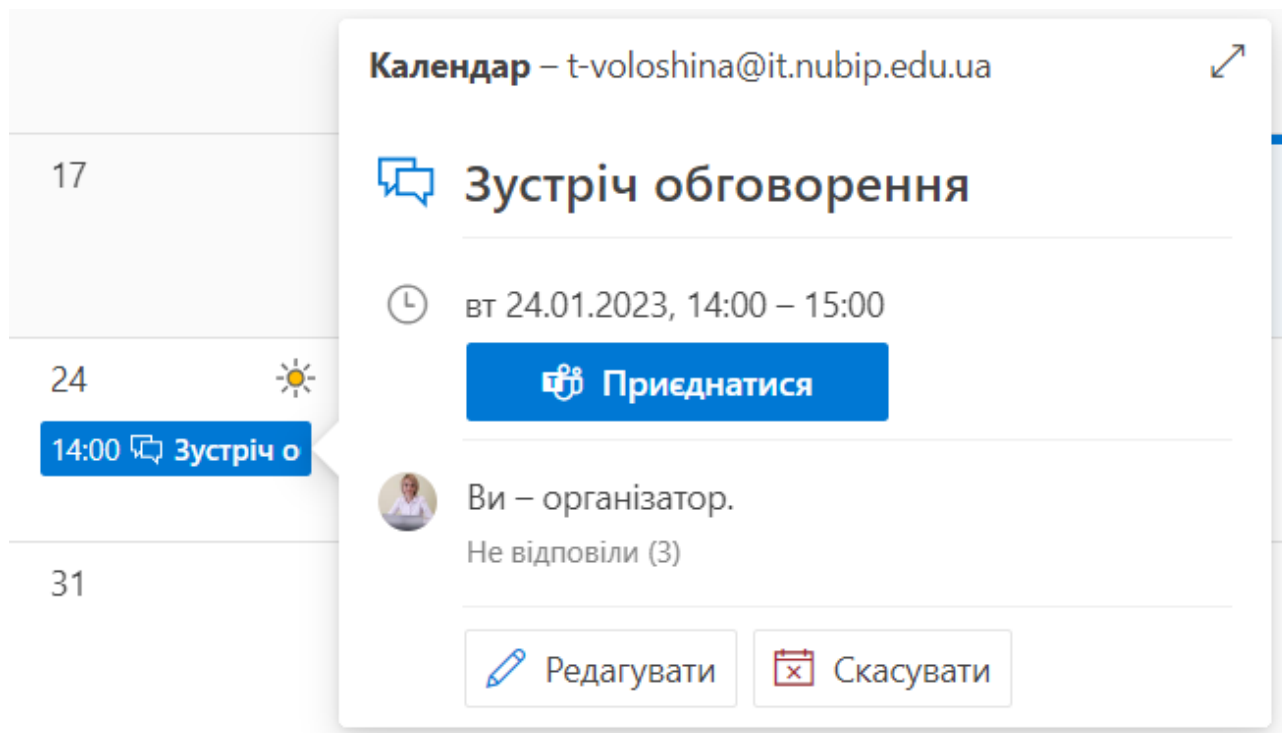 Календар – t-voloshina@it.nubip.edu.ua
17
Зустріч обговорення
вт 24.01.2023, 14:00 – 15:00
24
Приєднатися
14:00 Зустріч о
Ви – організатор.
Не відповіли (3)
31
Редагувати Скасувати